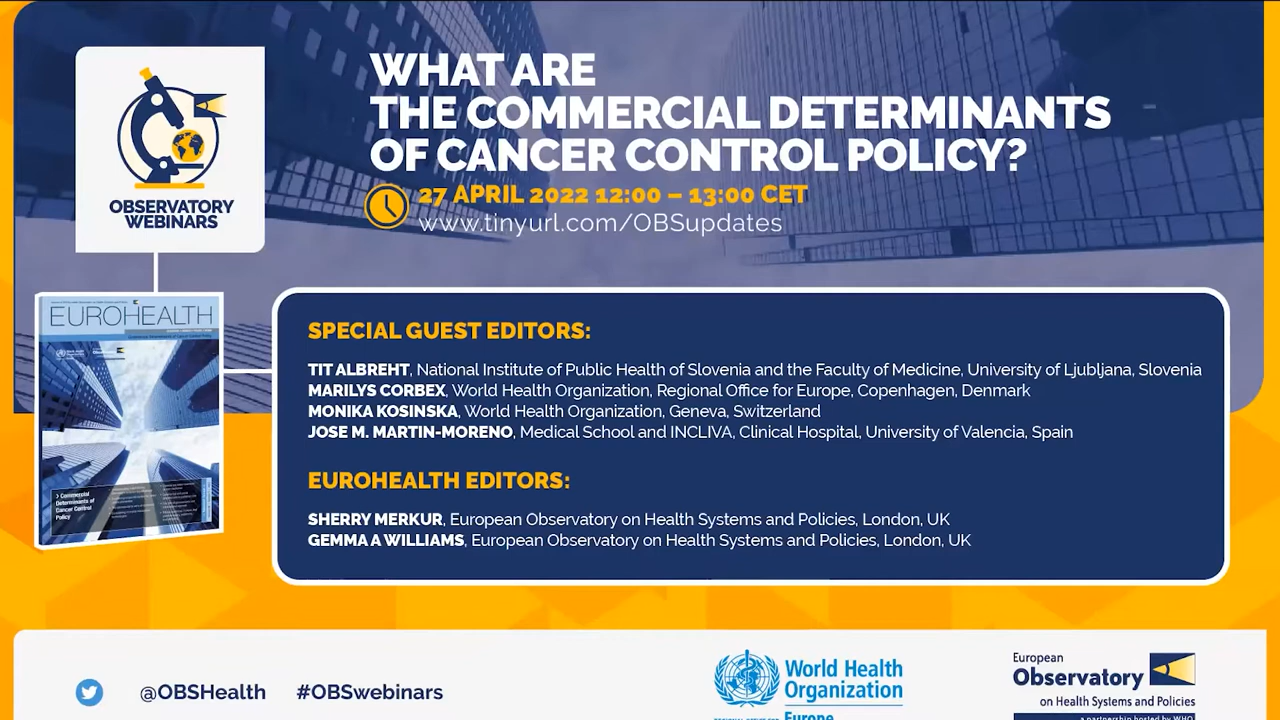 WHAT ARE
THE COMMERCIAL DETERMINANTS
OF CANCER CONTROL POLICY?
27 APRIL 2022 12:00 – 13:00 CET
www.tinyurl.com/OBSupdates
OBSERVATORY
WEBINARS
EUROHEALTH
Commercial
Determinants of
Cancer Control
Policy
SPECIAL GUEST EDITORS:
TIT ALBREHT, National Institute of Public Health of Slovenia and the Faculty of Medicine, University of Ljubljana, Slovenia
MARILYS CORBEX, World Health Organization, Regional Office for Europe, Copenhagen, Denmark
MONIKA KOSINSKA, World Health Organization, Geneva, Switzerland
JOSE M. MARTIN-MORENO, Medical School and INCLIVA, Clinical Hospital, University of Valencia, Spain
EUROHEALTH EDITORS:
SHERRY MERKUR, European Observatory on Health Systems and Policies, London, UK
GEMMA A WILLIAMS, European Observatory on Health Systems and Policies, London, UK
@OBSHealth #OBSwebinars
World Health
Organization
Europe
European
Observatory
on Health Systems and Policies
a partnership hosted by WHO